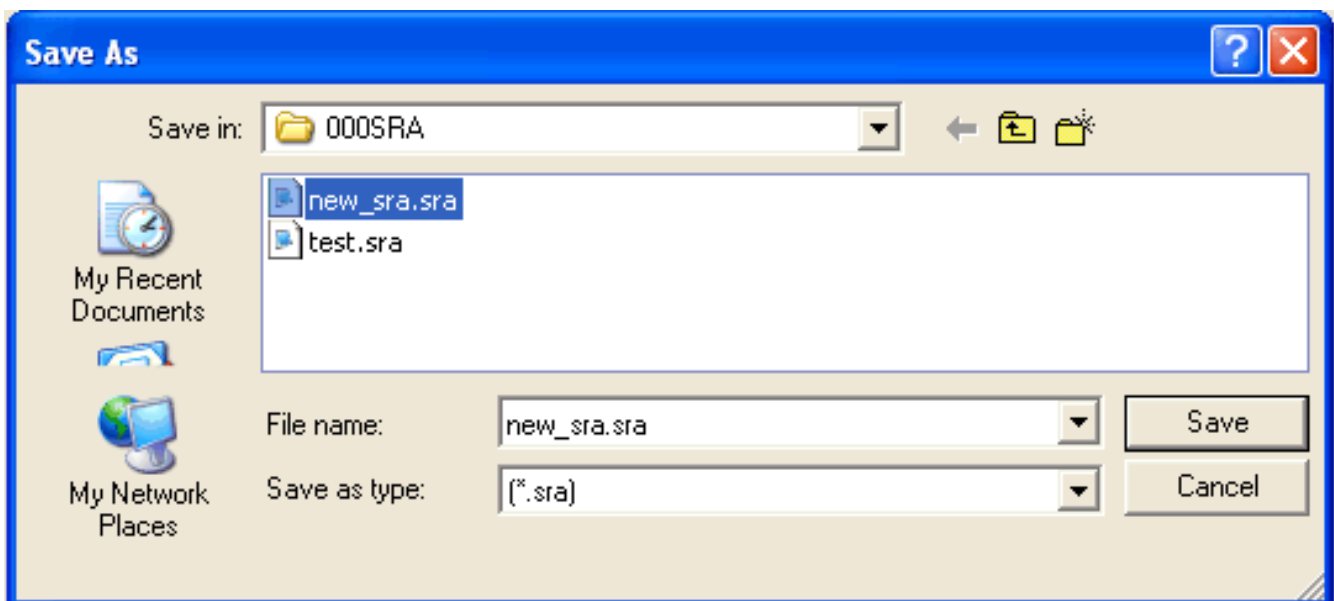 Save As
Save in: 000SRA
new_sra.sra
test.sra
My Recent
Documents
File name: new_sra.sra Save
Save as type: (*.sra) Cancel
My Network
Places